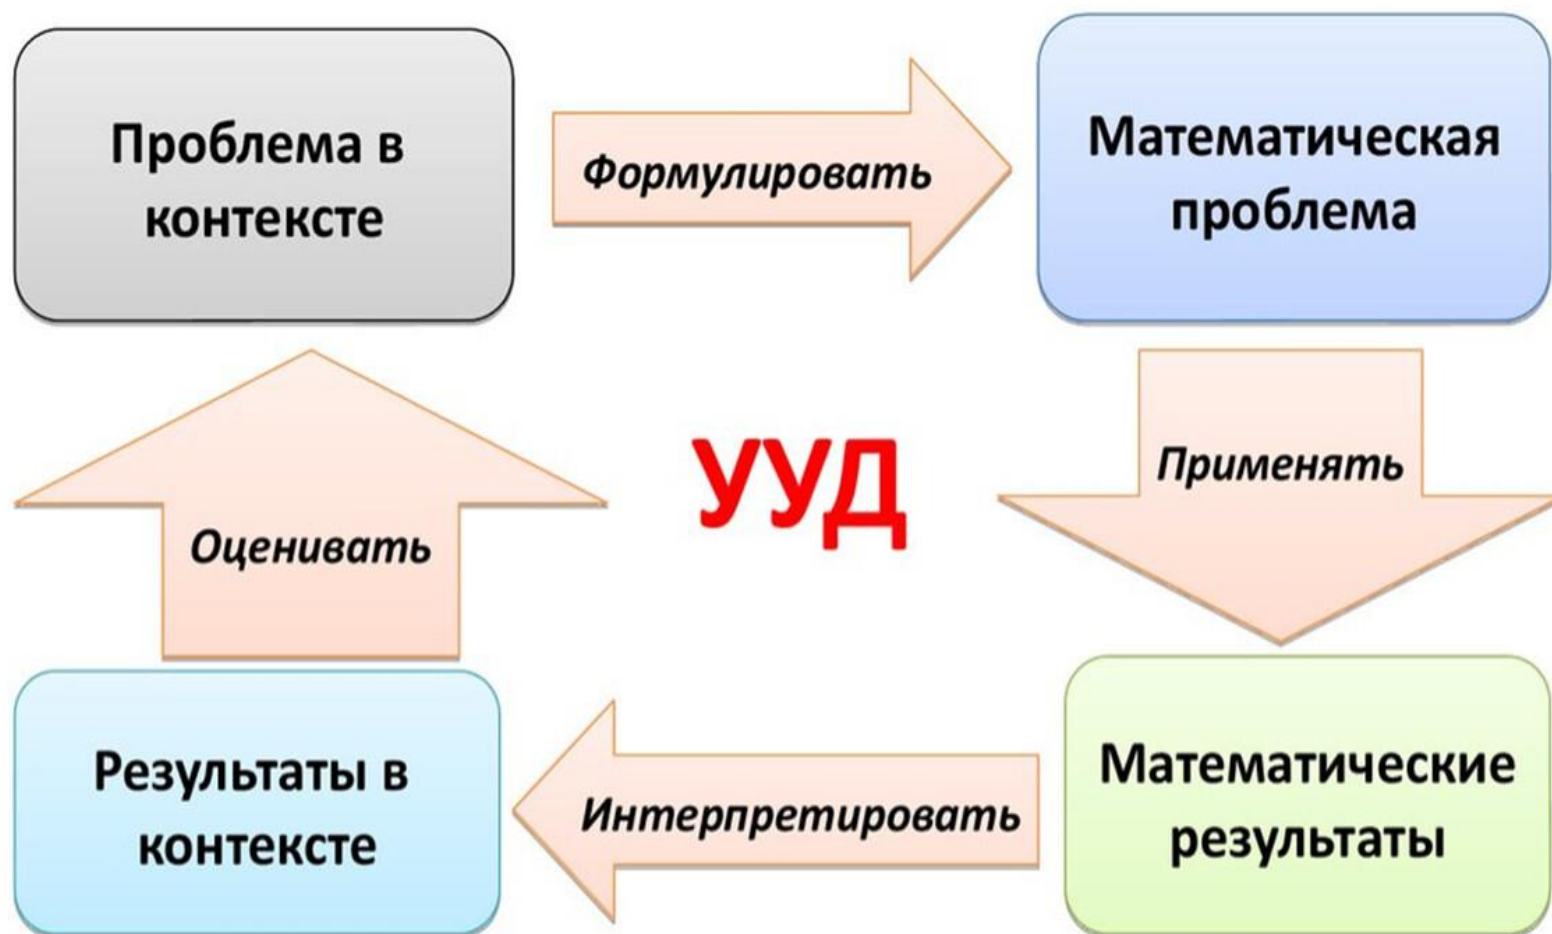 Проблема в
контексте
Формулировать
Математическая
проблема
Оценивать
УУД
Применять
Результаты в
контексте
Интерпретировать
Математические
результаты